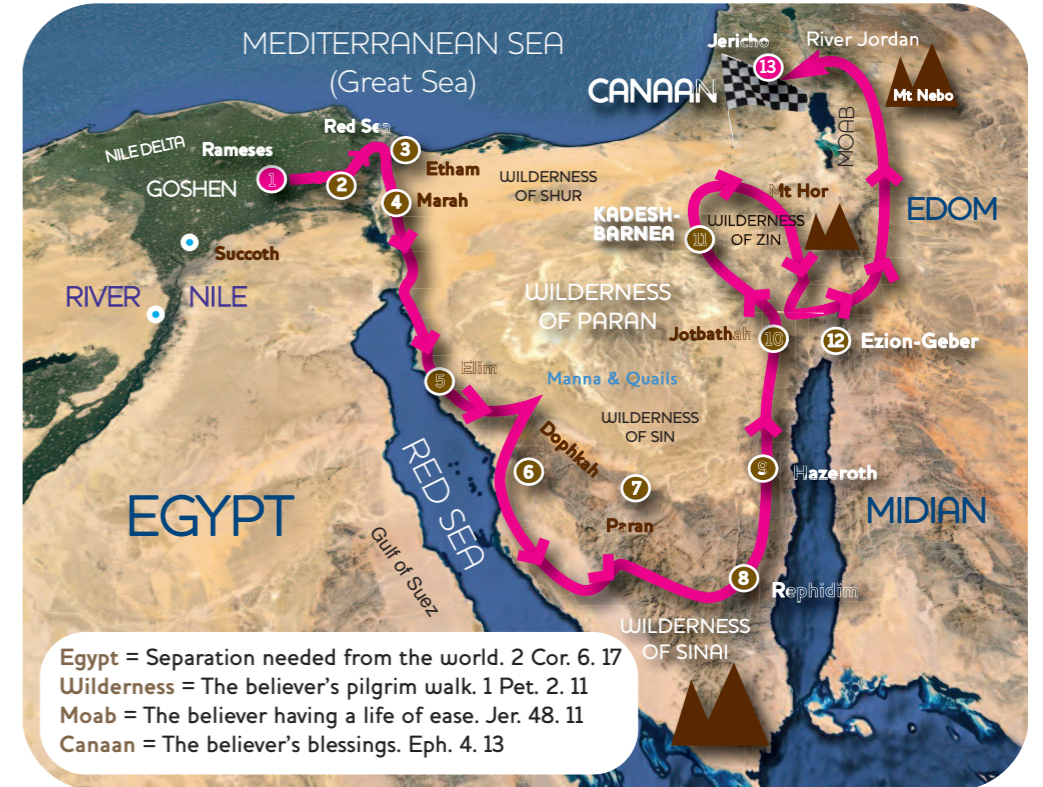 MEDITERRANEAN SEA
(Great Sea)
Jericho
River Jordan
13
CANAAN
Mt Nebo
MOAB
Red Sea
NILE DELTA
Rameses
3
Etham
1
2
GOSHEN
4
Marah
WILDERNESS
OF SHUR
Mt Hor
KADESH-
BARNEA
11
WILDERNESS
OF ZIN
EDOM
Succoth
RIVER NILE
WILDERNESS
OF PARAN
Jotbathah
10
12
Ezion-Geber
5
Elim
Manna & Quails
WILDERNESS
OF SIN
Dophkah
6
7
Paran
9
Hazeroth
RED SEA
EGYPT
MIDIAN
Gulf of Suez
8
Rephidim
WILDERNESS
OF SINAI
Egypt = Separation needed from the world. 2 Cor. 6. 17
Wilderness = The believer's pilgrim walk. 1 Pet. 2. 11
Moab = The believer having a life of ease. Jer. 48. 11
Canaan = The believer's blessings. Eph. 4. 13